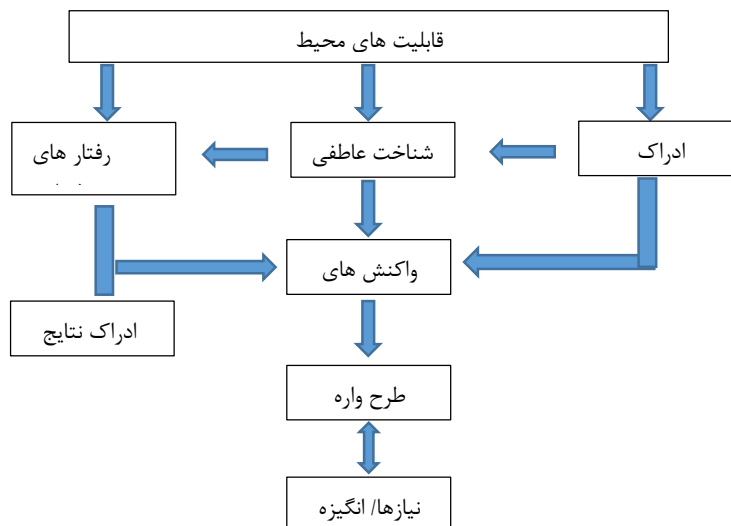 قابلیت های محیط
ادراک
شناخت عاطفی
رفتار های
واکنش های
ادراک نتایج
طرح واره
نیازها/ انگیزه